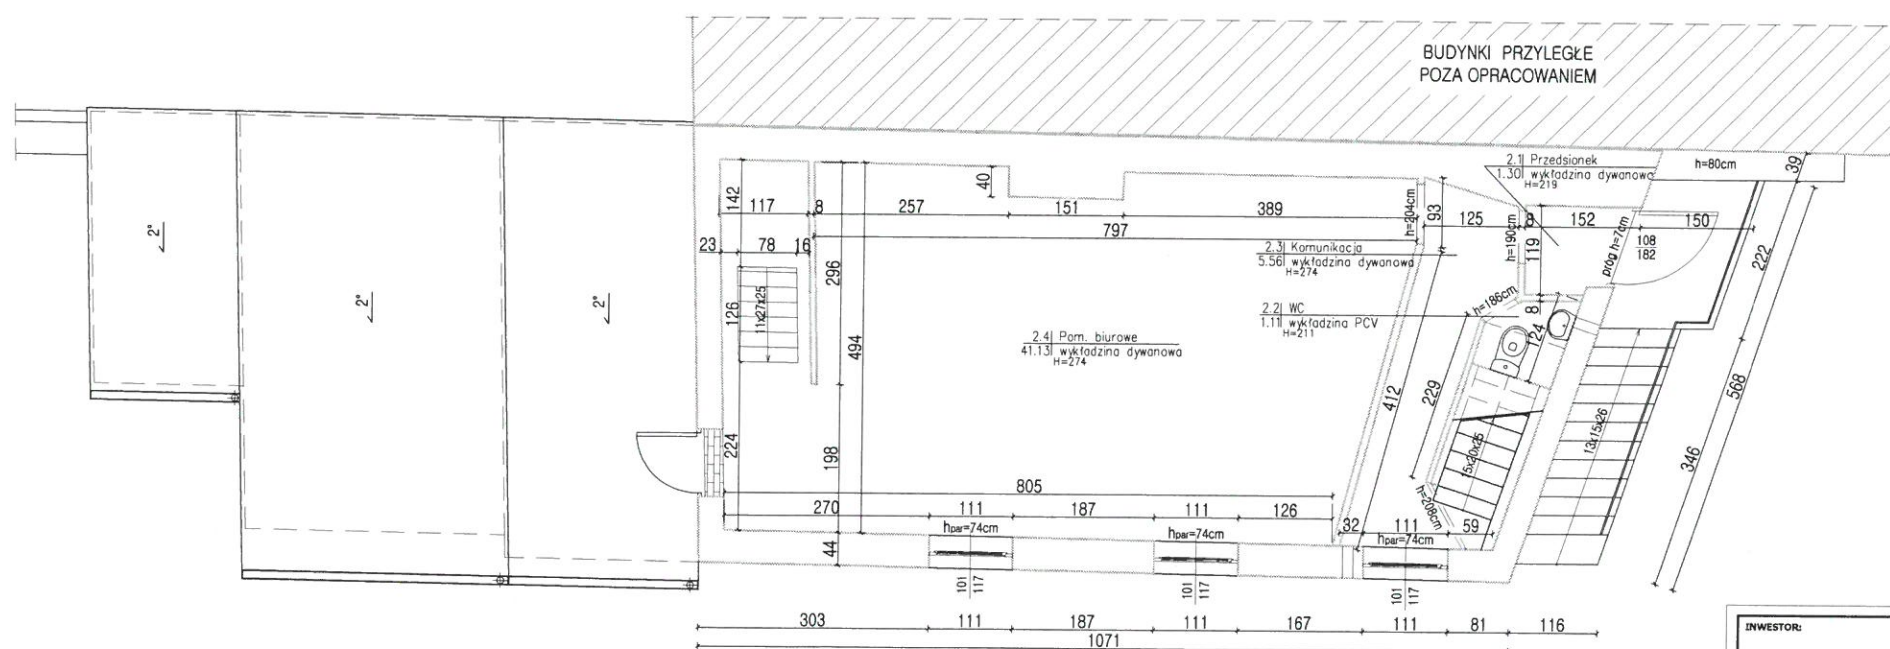 BUDYNKI PRZYLEGŁE
POZA OPRACOWANIEM
h=80cm
39
2.1 Przedsionek
1.30 wykładzina dywanowa
H=219
142
40
117
8
257
151
389
h=204cm
93
125
8
152
150
797
23
78
16
h=190cm
119
próg h=7cm
108
182
222
2°
2°
2°
296
2.3 Komunikacja
5.56 wykładzina dywanowa
H=274
126
11x27x25
h=186cm
8
2.2 WC
1.11 wykładzina PCV
H=211
124
494
2.4 Pom. biurowe
41.13 wykładzina dywanowa
H=274
412
229
568
13x15x26
224
198
15x20x25
346
805
h=208cm
270
111
187
111
126
32
111
59
44
hpar=74cm
hpar=74cm
hpar=74cm
101
117
101
117
101
117
303
111
187
111
167
111
81
116
1071
INWESTOR: